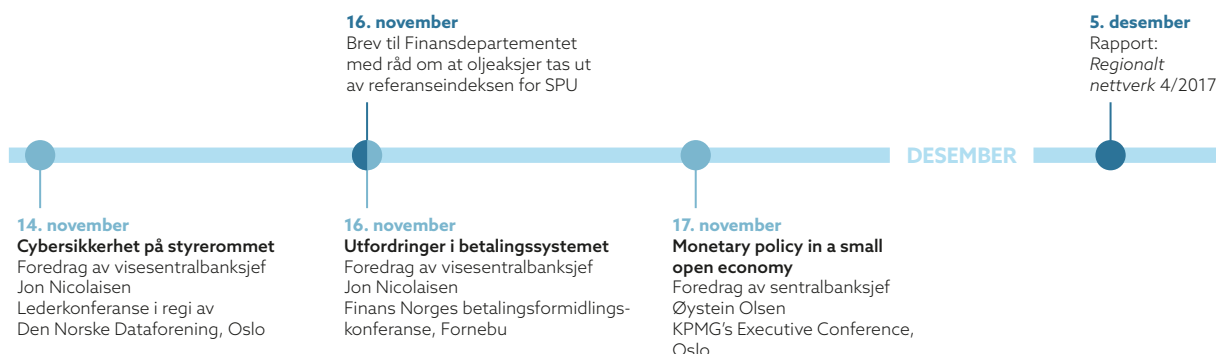 16. november
Brev til Finansdepartementet
med råd om at oljeaksjer tas ut
av referanseindeksen for SPU
5. desember
Rapport:
Regionalt
nettverk 4/2017
DESEMBER
14. november
Cybersikkerhet på styrerommet
Foredrag av visesentralbanksjef
Jon Nicolaisen
Lederkonferanse i regi av
Den Norske Dataforening, Oslo
16. november
Utfordringer i betalingssystemet
Foredrag av visesentralbanksjef
Jon Nicolaisen
Finans Norges betalingsformidlings-
konferanse, Fornebu
17. november
Monetary policy in a small
open economy
Foredrag av sentralbanksjef
Øystein Olsen
KPMG's Executive Conference,
Oslo